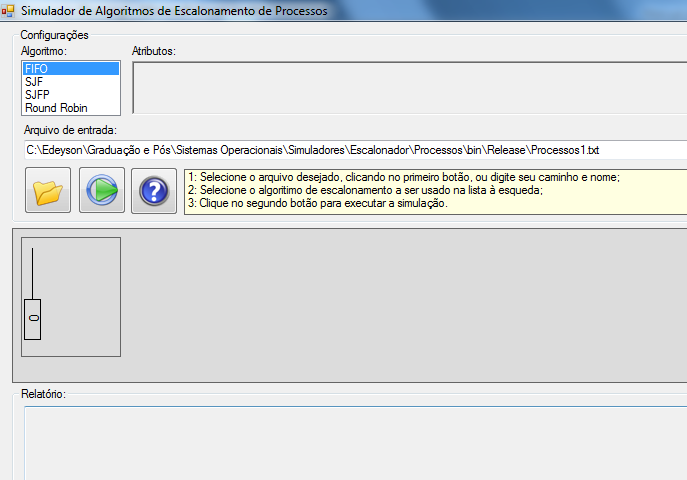 Simulador de Algoritmos de Escalonamento de Processos
Configurações
Algoritmo:
Atributos:
FIFO
SJF
SJFP
Round Robin
Arquivo de entrada:
C:\Edeyson\Graduação e Pós\Sistemas Operacionais\Simuladores\Escalonador\Processos\bin\Release\Processos1.txt
1: Selecione o arquivo desejado, clicando no primeiro botão, ou digite seu caminho e nome;
2: Selecione o algoritimo de escalonamento a ser usado na lista à esqueda;
3: Clique no segundo botão para executar a simulação.
0
Relatório: